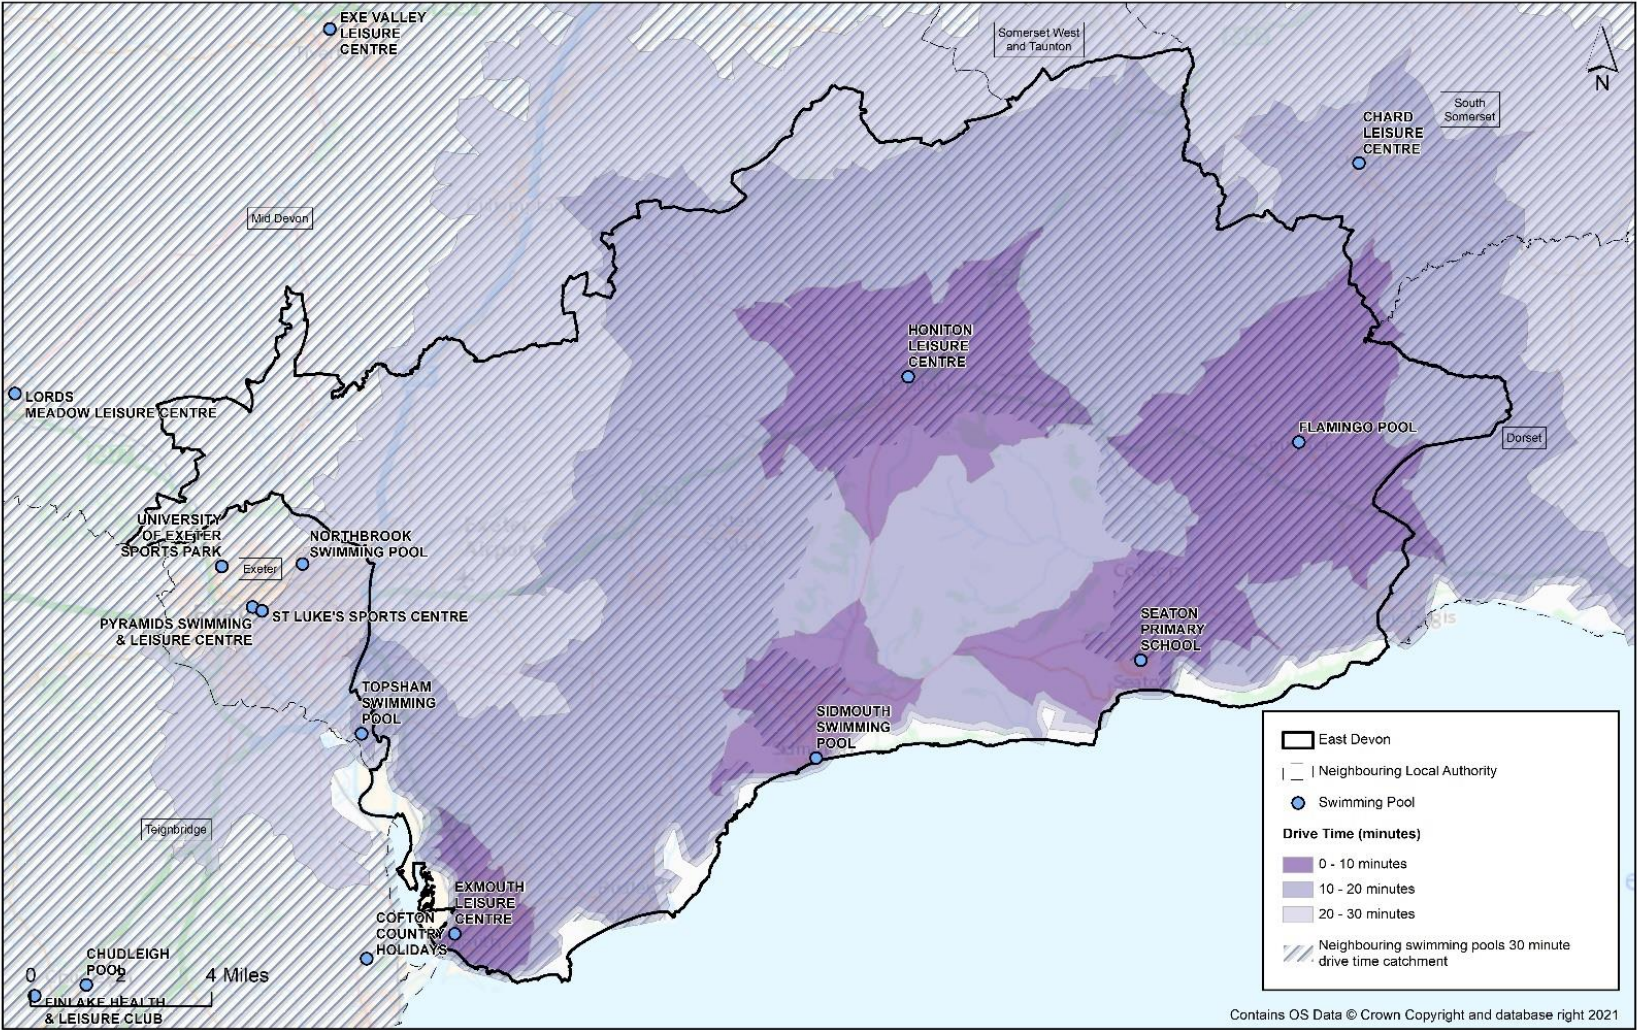 EXE VALLEY
LEISURE
CENTRE
Somerset West
and Taunton
N
South
Somerset
CHARD
LEISURE
CENTRE
Mid Devon
HONITON
LEISURE
CENTRE
LORDS
MEADOW LEISURE CENTRE
FLAMINGO POOL
Dorset
UNIVERSITY
OF EXETER
SPORTS PARK
Exeter
NORTHBROOK
SWIMMING POOL
PYRAMIDS SWIMMING
& LEISURE CENTRE
ST LUKE'S SPORTS CENTRE
SEATON
PRIMARY
SCHOOL
TOPSHAM
SWIMMING
POOL
SIDMOUTH
SWIMMING
POOL
Teignbridge
EXMOUTH
LEISURE
CENTRE
COFTON
COUNTRY
HOLIDAYS
CHUDLEIGH
POOL
0 2 4 Miles
FINLAKE HEALTH
& LEISURE CLUB
East Devon
Neighbouring Local Authority
Swimming Pool
Drive Time (minutes)
0 - 10 minutes
10 - 20 minutes
20 - 30 minutes
Neighbouring swimming pools 30 minute
drive time catchment
Contains OS Data © Crown Copyright and database right 2021